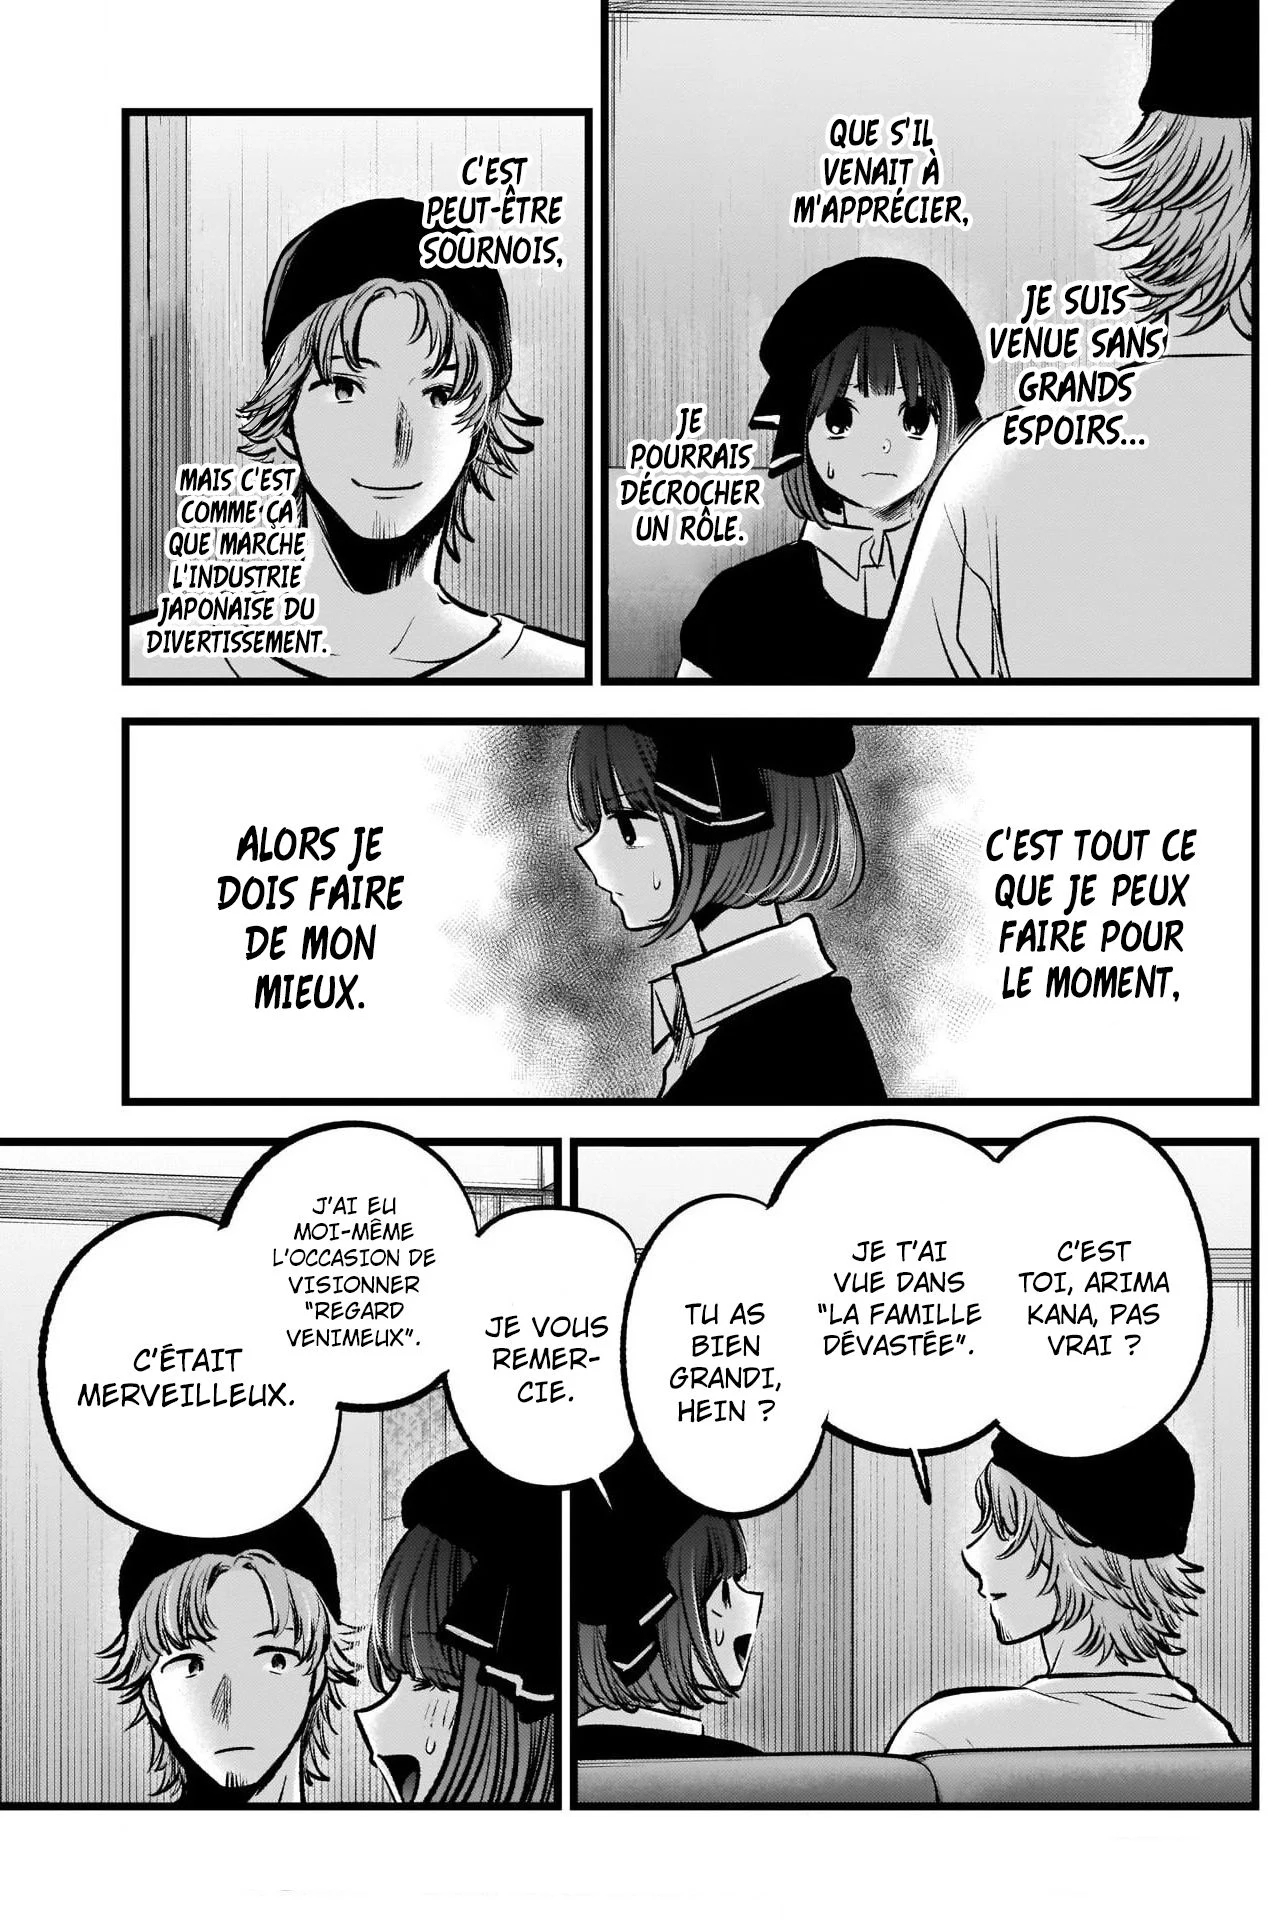 JE SUIS
VENUE SANS
GRANDS
ESPOIRS...
QUE S'IL
VENAIT À
M'APPRÉCIER,
JE
POURRAIS
DÉCROCHER
UN RÔLE.
C'EST
PEUT-ÊTRE
SOURNOIS,
MAIS C'EST
COMME ÇA
QUE MARCHE
L'INDUSTRIE
JAPONAISE DU
DIVERTISSEMENT.
C'EST TOUT CE
QUE JE PEUX
FAIRE POUR
LE MOMENT,
ALORS JE
DOIS FAIRE
DE MON
MIEUX.
C'EST
TOI, ARIMA
KANA, PAS
VRAI ?
JE T'AI
VUE DANS
"LA FAMILLE
DÉVASTÉE".
TU AS
BIEN
GRANDI,
HEIN ?
JE VOUS
REMER-
CIE.
J'AI EU
MOI-MÊME
L'OCCASION DE
VISIONNER
"REGARD
VENIMEUX".
C'ÉTAIT
MERVEILLEUX.